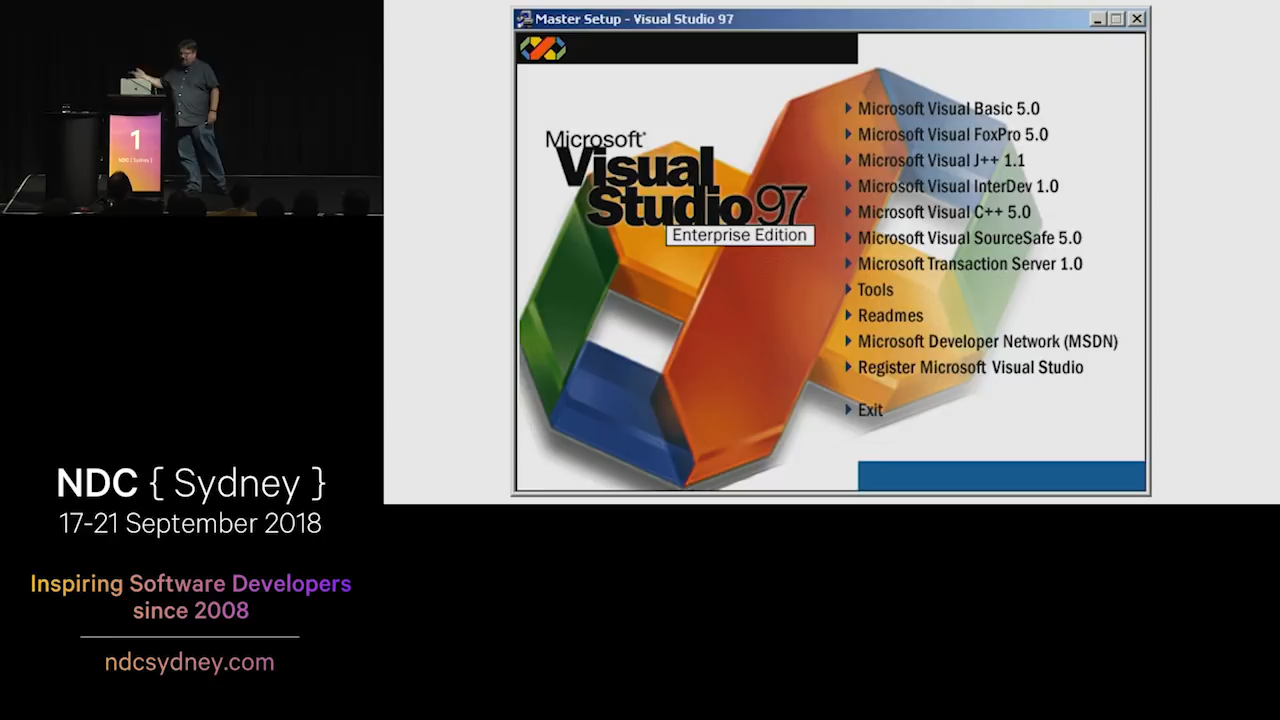 1
NDC { Sydney }
NDC { Sydney }
17-21 September 2018
Inspiring Software Developers
since 2008
ndcsydney.com
Master Setup - Visual Studio 97
Microsoft
Visual
Studio 97
Enterprise Edition
Microsoft Visual Basic 5.0
Microsoft Visual FoxPro 5.0
Microsoft Visual J++ 1.1
Microsoft Visual InterDev 1.0
Microsoft Visual C++ 5.0
Microsoft Visual SourceSafe 5.0
Microsoft Transaction Server 1.0
Tools
Readmes
Microsoft Developer Network (MSDN)
Register Microsoft Visual Studio
Exit